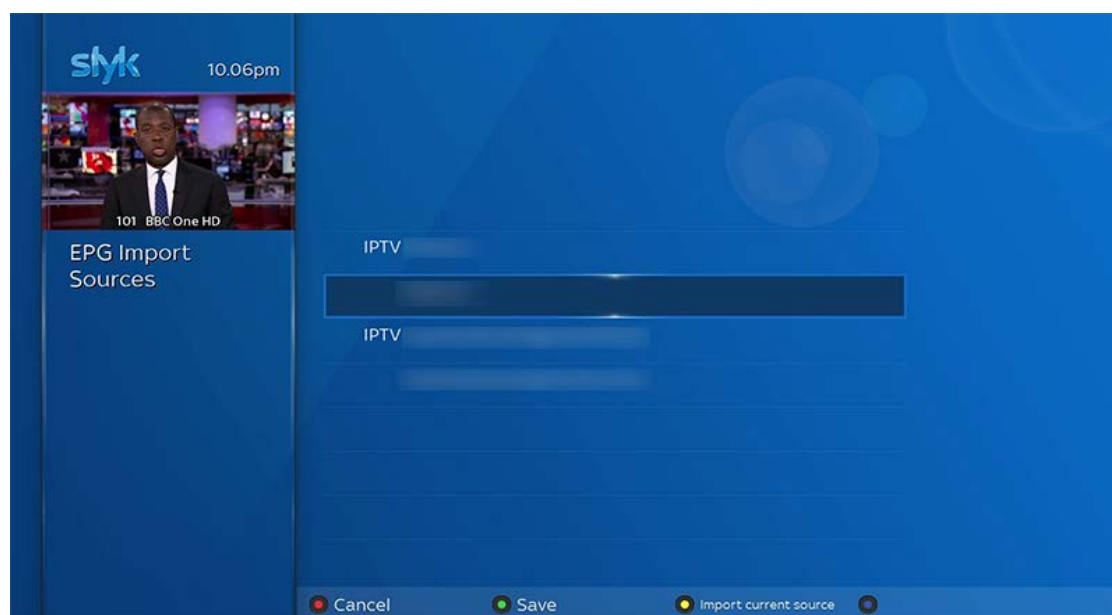 slyk
10.06pm
101 BBC One HD
EPG Import
Sources
IPTV
IPTV
Cancel
Save
Import current source